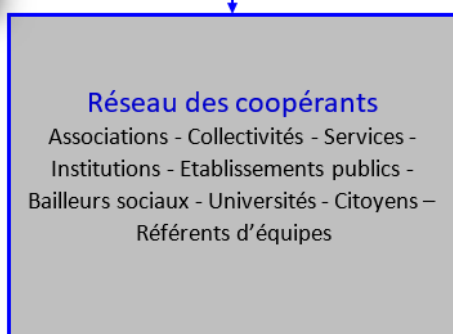 Réseau des coopérants
Associations - Collectivités - Services -
Institutions - Etablissements publics -
Bailleurs sociaux - Universités - Citoyens –
Référents d’équipes